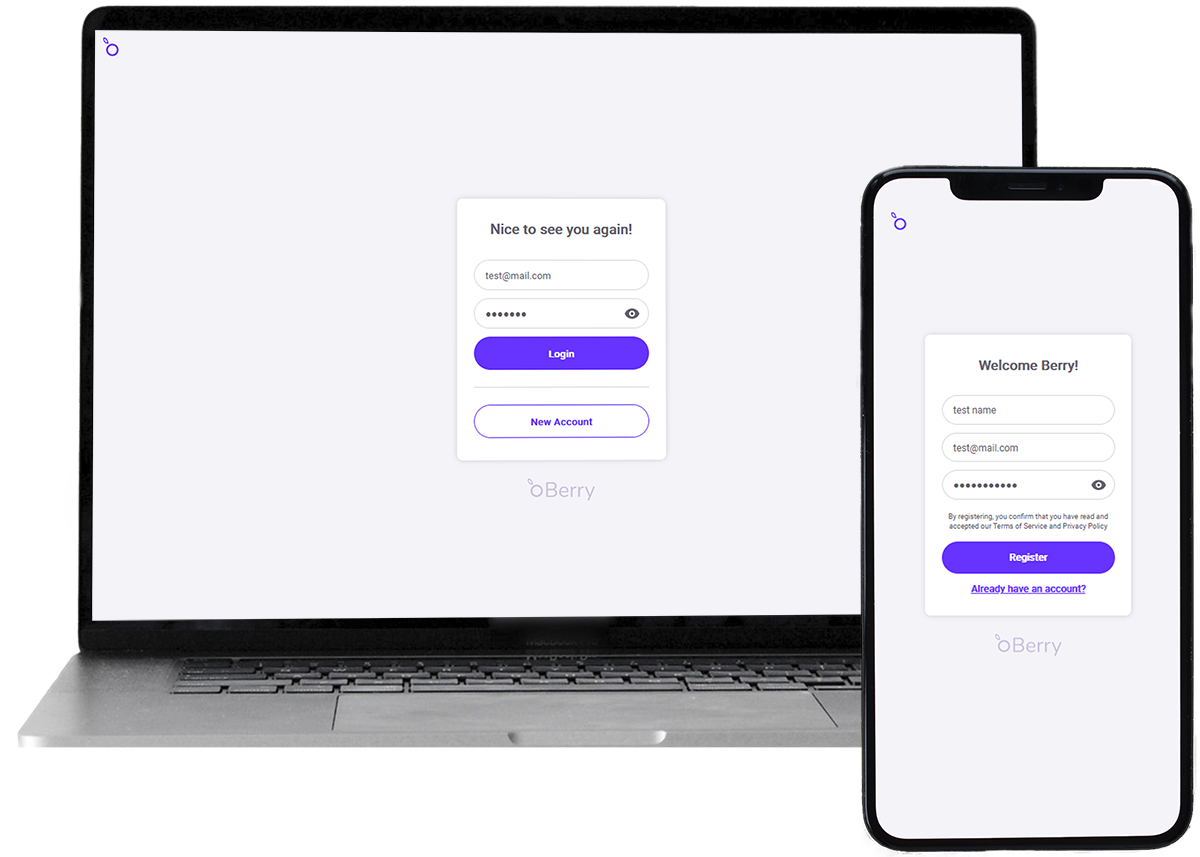 Nice to see you again!
test@mail.com
•••••••
Login
New Account
Berry
Welcome Berry!
test name
test@mail.com
•••••••••••
By registering, you confirm that you have read and
accepted our Terms of Service and Privacy Policy
Register
Already have an account?
Berry